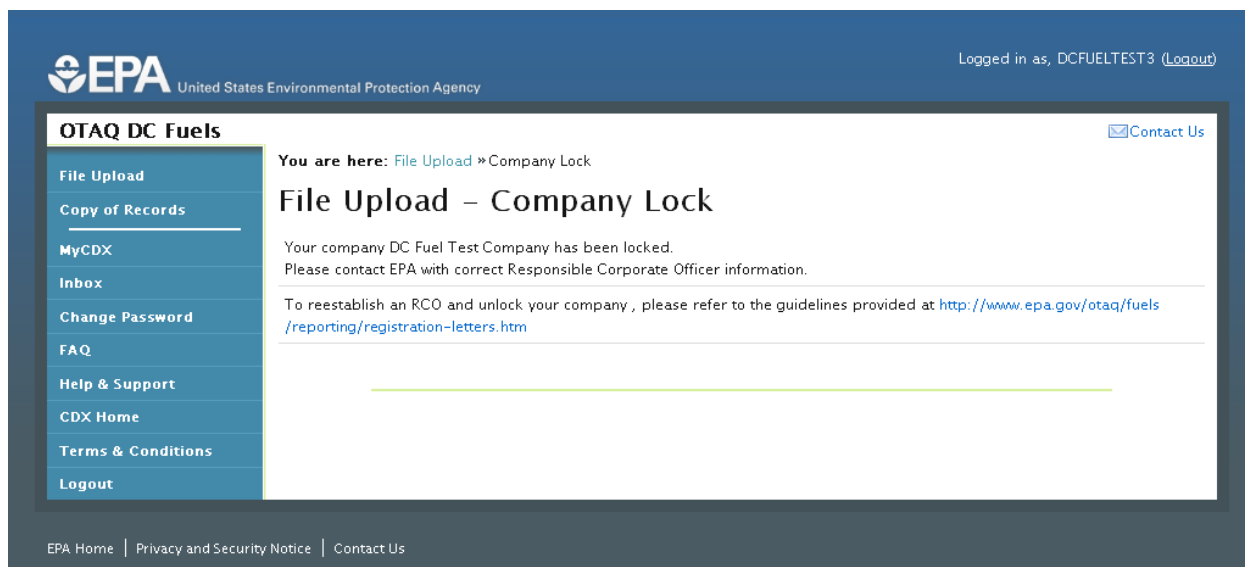 Logged in as, DCFUELTEST3 (Logout)
EPA United States Environmental Protection Agency
OTAQ DC Fuels
Contact Us
File Upload
Copy of Records
MyCDX
Inbox
Change Password
FAQ
Help & Support
CDX Home
Terms & Conditions
Logout
You are here: File Upload » Company Lock
File Upload – Company Lock
Your company DC Fuel Test Company has been locked.
Please contact EPA with correct Responsible Corporate Officer information.
To reestablish an RCO and unlock your company , please refer to the guidelines provided at http://www.epa.gov/otaq/fuels
/reporting/registration-letters.htm
EPA Home | Privacy and Security Notice | Contact Us